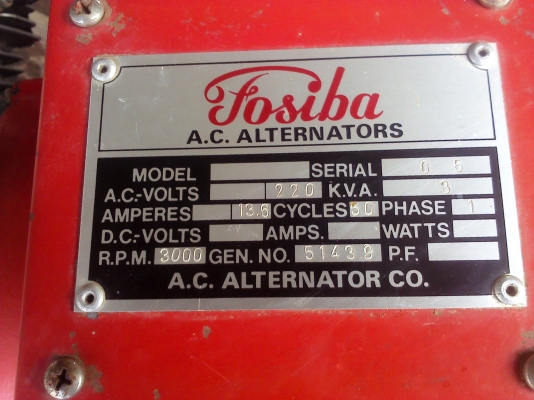 Fosiba
A.C. ALTERNATORS
MODEL SERIAL 0 5
A.C.-VOLTS 220 K.V.A. 3
AMPERES 13.6 CYCLES 50 PHASE 1
D.C.-VOLTS AMPS. WATTS
R.P.M. 3000 GEN. NO. 51439 P.F.
A.C. ALTERNATOR CO.